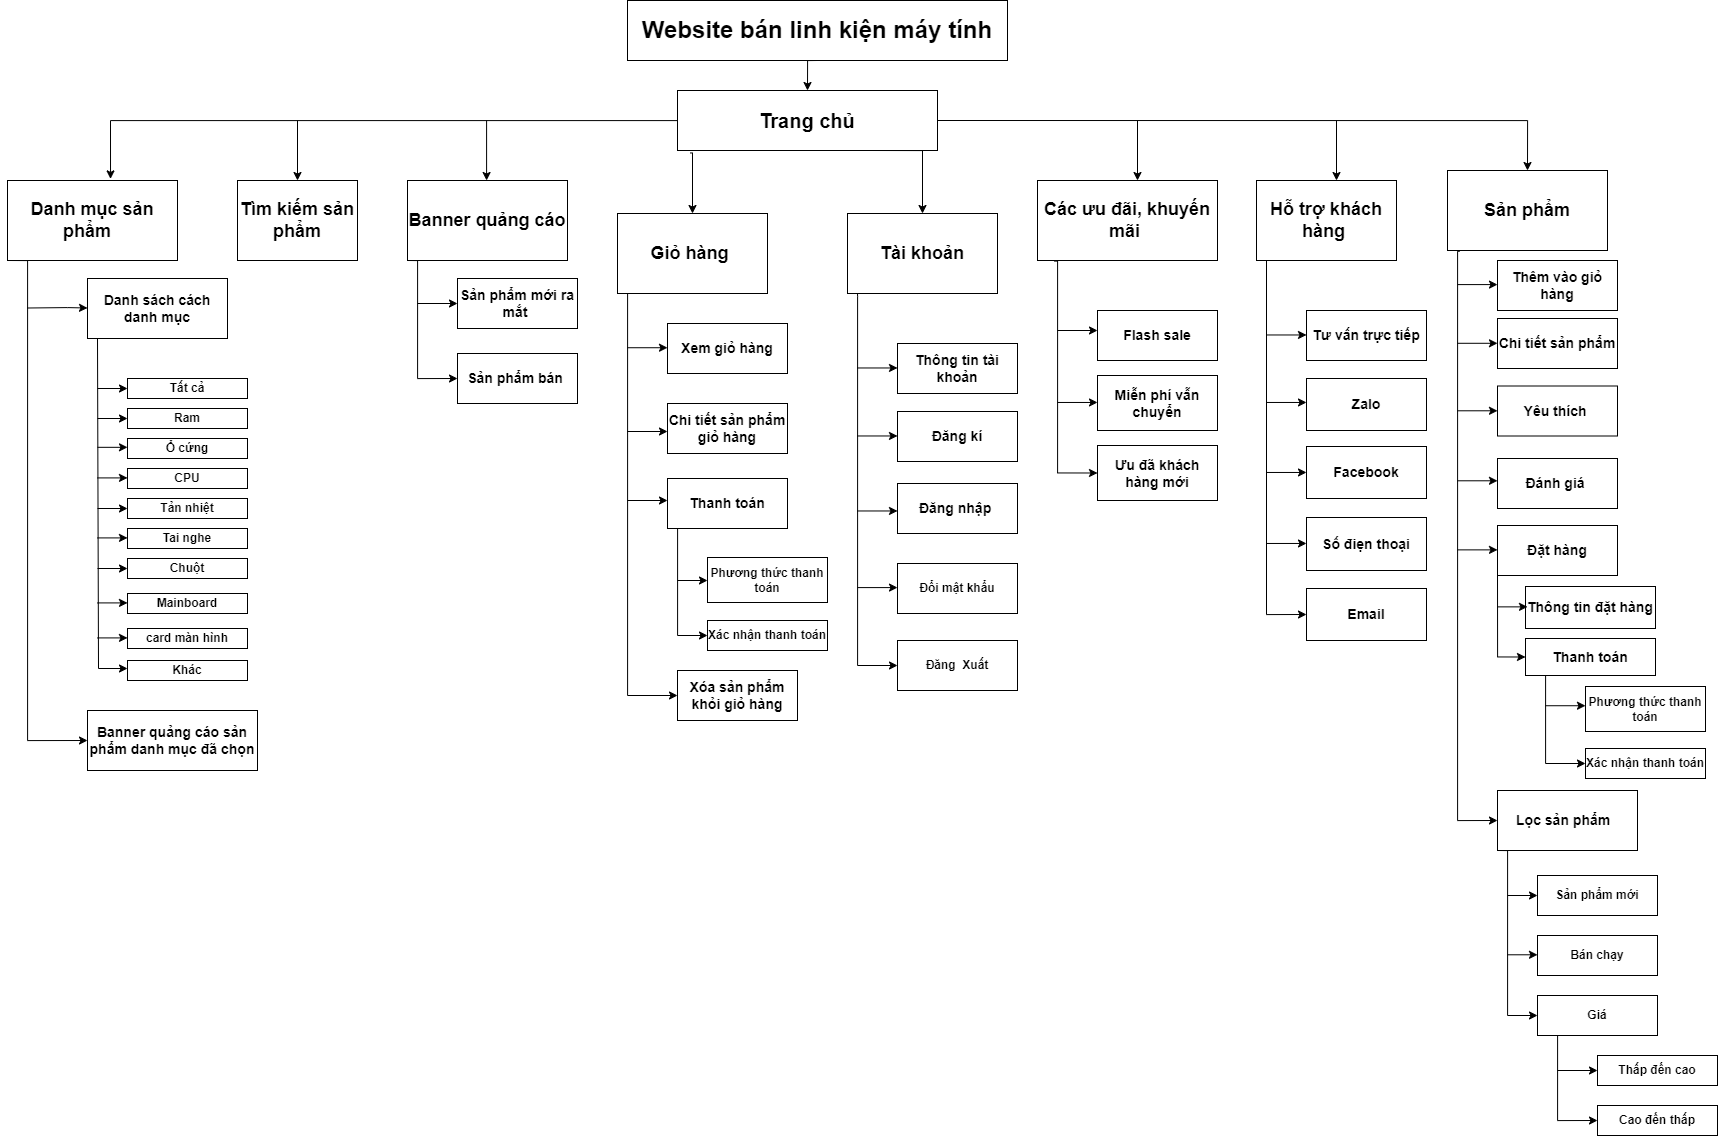 Website bán linh kiện máy tính
Trang chủ
Danh mục sản
phẩm
Danh sách cách
danh mục
Tất cả
Ram
Ổ cứng
CPU
Tản nhiệt
Tai nghe
Chuột
Mainboard
card màn hình
Khác
Banner quảng cáo sản
phẩm danh mục đã chọn
Tìm kiếm sản
phẩm
Banner quảng cáo
Sản phẩm mới ra
mắt
Sản phẩm bán
Giỏ hàng
Xem giỏ hàng
Chi tiết sản phẩm
giỏ hàng
Thanh toán
Phương thức thanh
toán
Xác nhận thanh toán
Xóa sản phẩm
khỏi giỏ hàng
Tài khoản
Thông tin tài
khoản
Đăng kí
Đăng nhập
Đổi mật khẩu
Đăng Xuất
Các ưu đãi, khuyến
mãi
Flash sale
Miễn phí vẫn
chuyển
Ưu đã khách
hàng mới
Hỗ trợ khách
hàng
Tư vấn trực tiếp
Zalo
Facebook
Số điện thoại
Email
Sản phẩm
Thêm vào giỏ
hàng
Chi tiết sản phẩm
Yêu thích
Đánh giá
Đặt hàng
Thông tin đặt hàng
Thanh toán
Phương thức thanh
toán
Xác nhận thanh toán
Lọc sản phẩm
Sản phẩm mới
Bán chạy
Giá
Thấp đến cao
Cao đến thấp